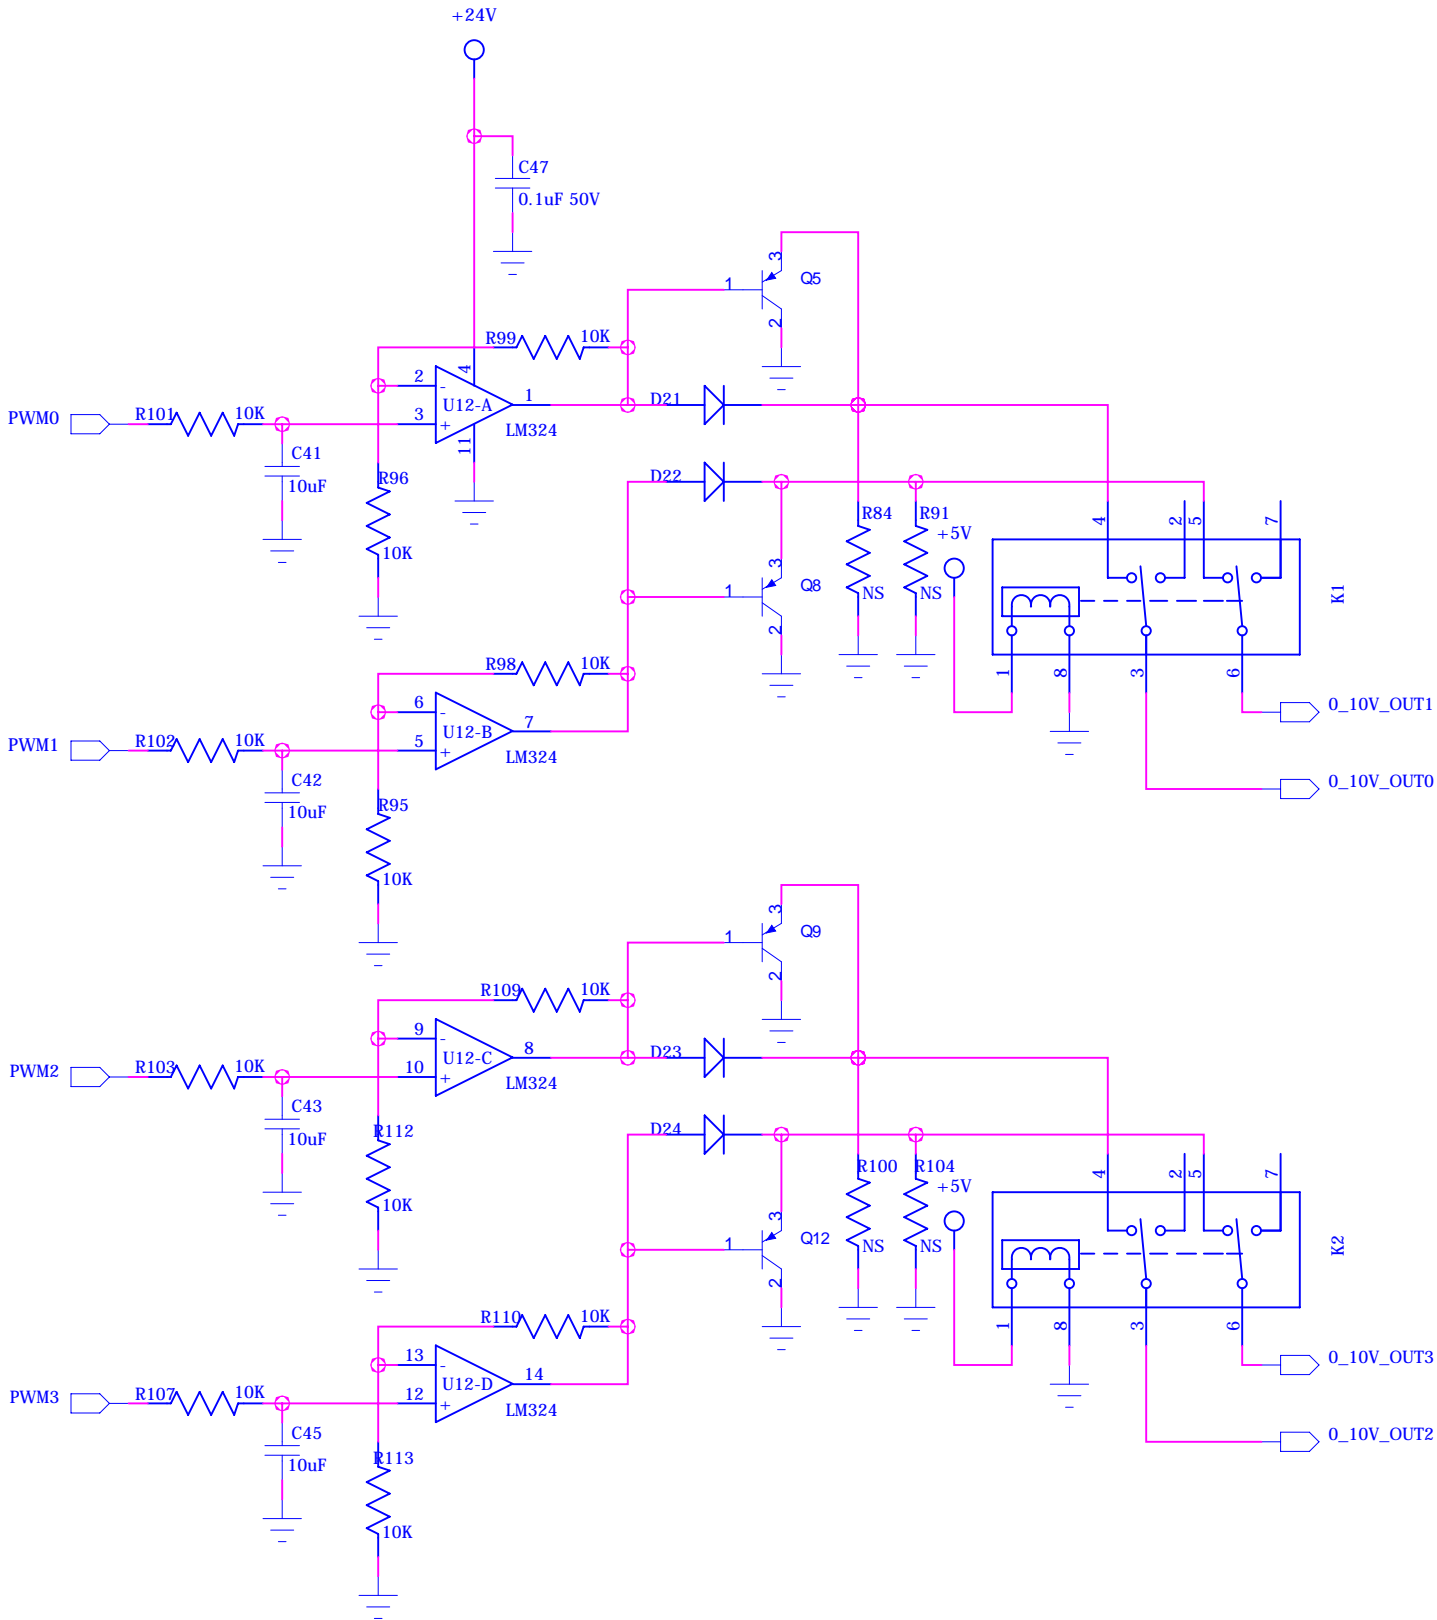 +24V
C47
0.1uF 50V
3
1
Q5
2
R99
10K
4
2
-
U12-A
1
D21
PWM0
R101
10K
3
+
11
LM324
C41
10uF
R96
10K
D22
R84
R91
+5V
4
2
5
7
3
1
Q8
2
NS
NS
K1
R98
10K
1
8
3
6
6
-
U12-B
7
0_10V_OUT1
PWM1
R102
10K
5
+
LM324
C42
10uF
0_10V_OUT0
R95
10K
3
1
Q9
2
R109
10K
9
-
U12-C
8
D23
PWM2
R103
10K
10
+
LM324
C43
10uF
R112
10K
D24
R100
R104
+5V
4
2
5
7
3
1
Q12
2
NS
NS
K2
R110
10K
1
8
3
6
13
-
U12-D
14
0_10V_OUT3
PWM3
R107
10K
12
+
LM324
C45
10uF
0_10V_OUT2
R113
10K